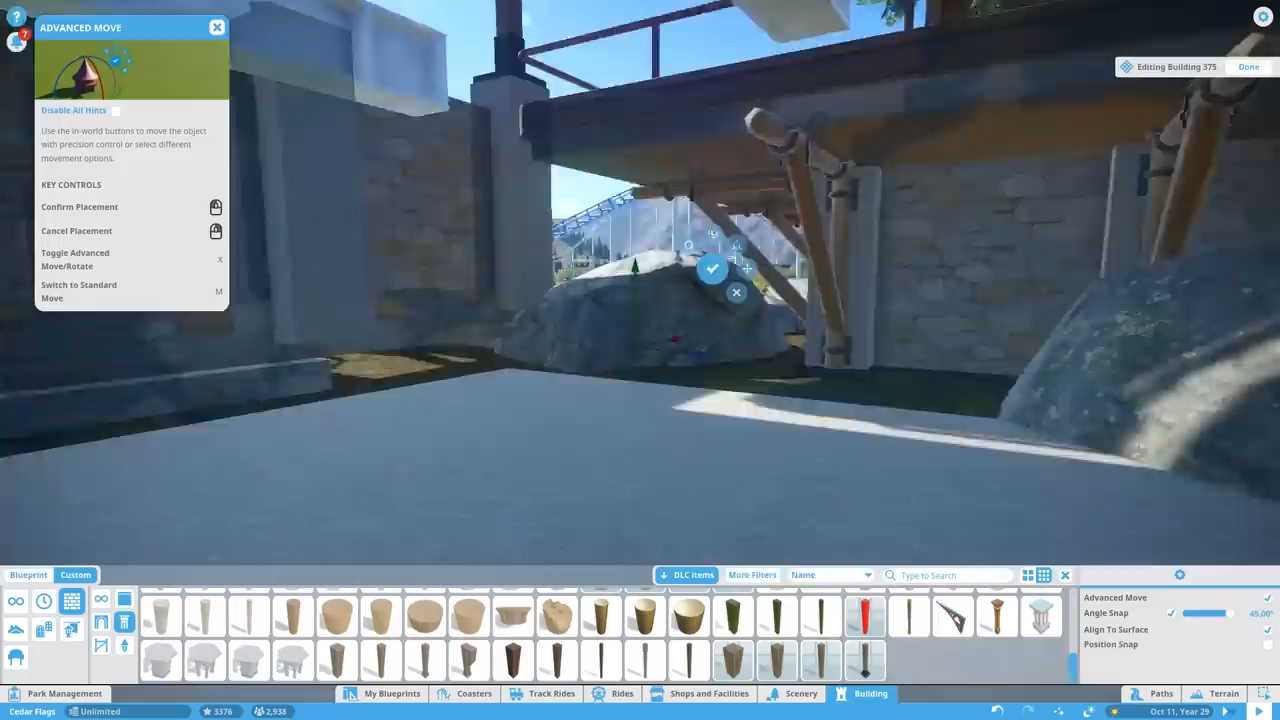 ?
7
ADVANCED MOVE
Disable All Hints
Use the in-world buttons to move the object
with precision control or select different
movement options.
KEY CONTROLS
Confirm Placement
Cancel Placement
Toggle Advanced
Move/Rotate
X
Switch to Standard
Move
M
Editing Building 375
Done
Blueprint
Custom
DLC Items
More Filters
Name
Type to Search
Advanced Move
Angle Snap
45.00°
Align To Surface
Position Snap
Park Management
My Blueprints
Coasters
Track Rides
Rides
Shops and Facilities
Scenery
Building
Paths
Terrain
Cedar Flags
Unlimited
3376
2,938
Oct 11, Year 29